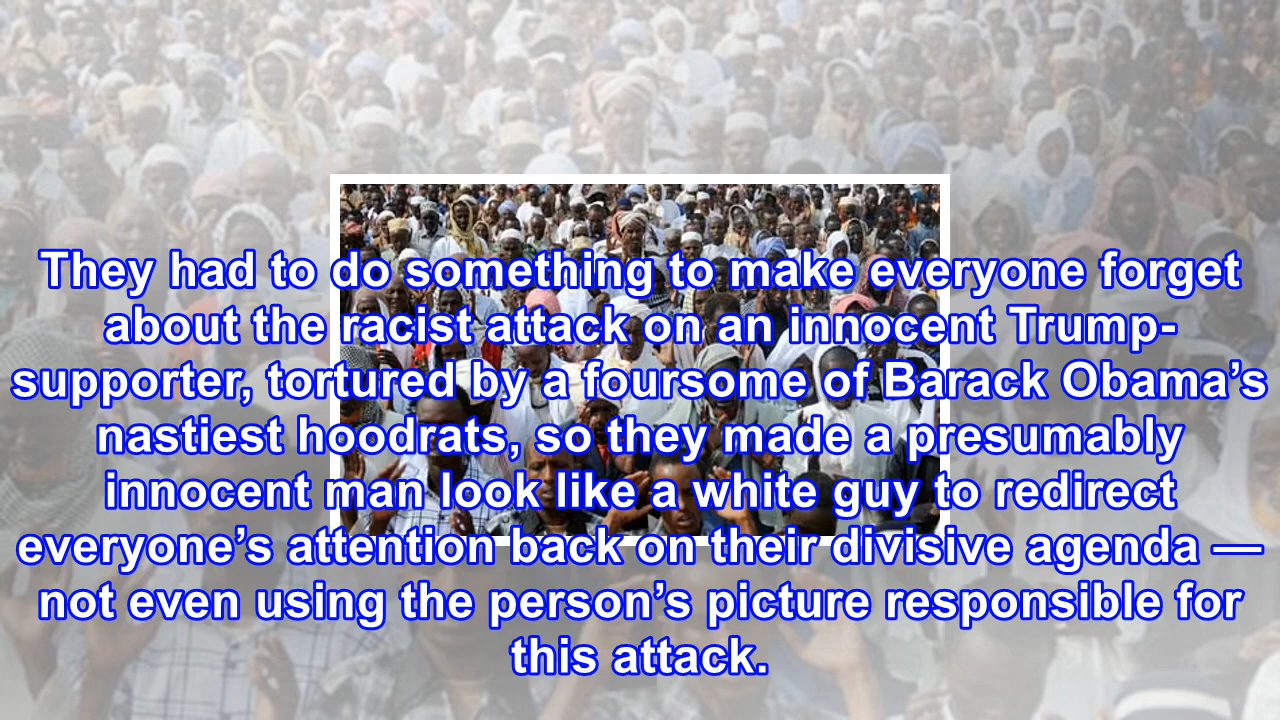 They had to do something to make everyone forget
about the racist attack on an innocent Trump-
supporter, tortured by a foursome of Barack Obama’s
nastiest hoodrats, so they made a presumably
innocent man look like a white guy to redirect
everyone’s attention back on their divisive agenda —
not even using the person’s picture responsible for
this attack.